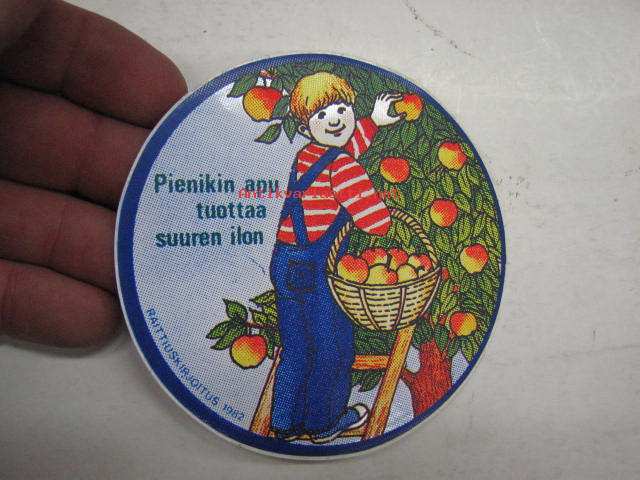 Pienikin apu
tuottaa
suuren ilon
RAITTIUSKIRJOITUS 1982